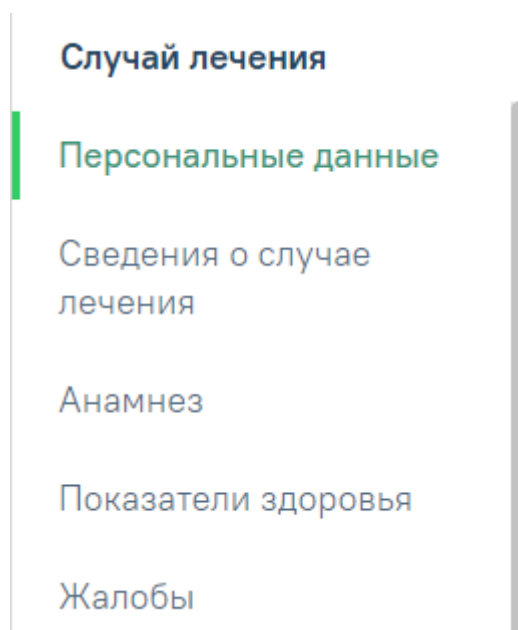 Случай лечения
Персональные данные
Сведения о случае
лечения
Анамнез
Показатели здоровья
Жалобы